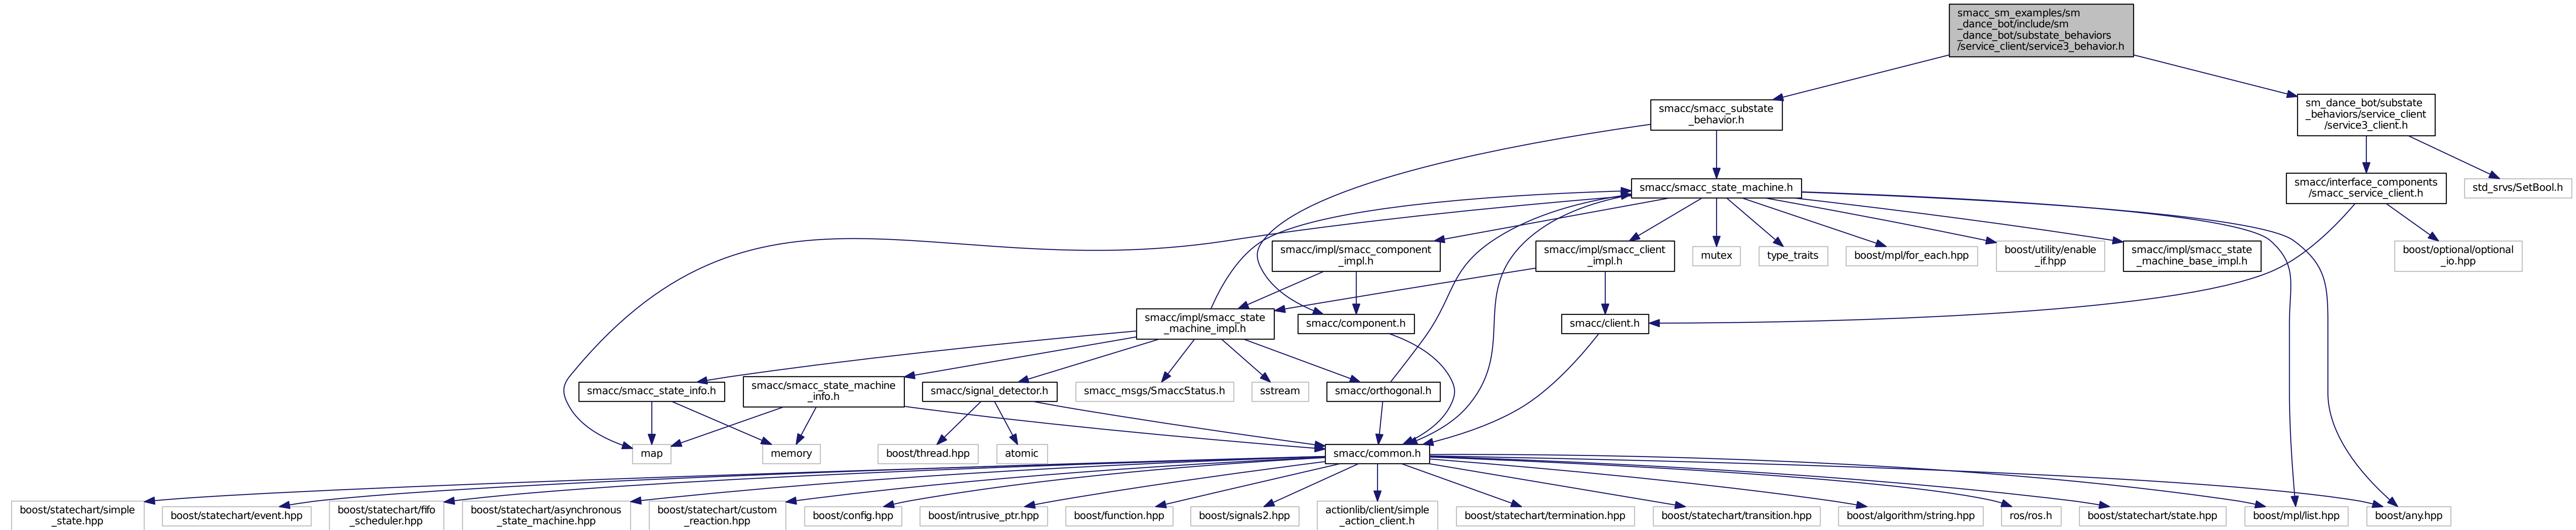 smacc_sm_examples/sm
_dance_bot/include/sm
_dance_bot/substate_behaviors
/service_client/service3_behavior.h
smacc/smacc_substate
_behavior.h
sm_dance_bot/substate
_behaviors/service_client
/service3_client.h
smacc/smacc_state_machine.h
smacc/interface_components
/smacc_service_client.h
std_srvs/SetBool.h
smacc/impl/smacc_component
_impl.h
smacc/impl/smacc_client
_impl.h
mutex
type_traits
boost/mpl/for_each.hpp
boost/utility/enable
_if.hpp
smacc/impl/smacc_state
_machine_base_impl.h
boost/optional/optional
_io.hpp
smacc/impl/smacc_state
_machine_impl.h
smacc/component.h
smacc/client.h
smacc/smacc_state_info.h
smacc/smacc_state_machine
_info.h
smacc/signal_detector.h
smacc_msgs/SmaccStatus.h
sstream
smacc/orthogonal.h
map
memory
boost/thread.hpp
atomic
smacc/common.h
boost/statechart/simple
_state.hpp
boost/statechart/event.hpp
boost/statechart/fifo
_scheduler.hpp
boost/statechart/asynchronous
_state_machine.hpp
boost/statechart/custom
_reaction.hpp
boost/config.hpp
boost/intrusive_ptr.hpp
boost/function.hpp
boost/signals2.hpp
actionlib/client/simple
_action_client.h
boost/statechart/termination.hpp
boost/statechart/transition.hpp
boost/algorithm/string.hpp
ros/ros.h
boost/statechart/state.hpp
boost/mpl/list.hpp
boost/any.hpp